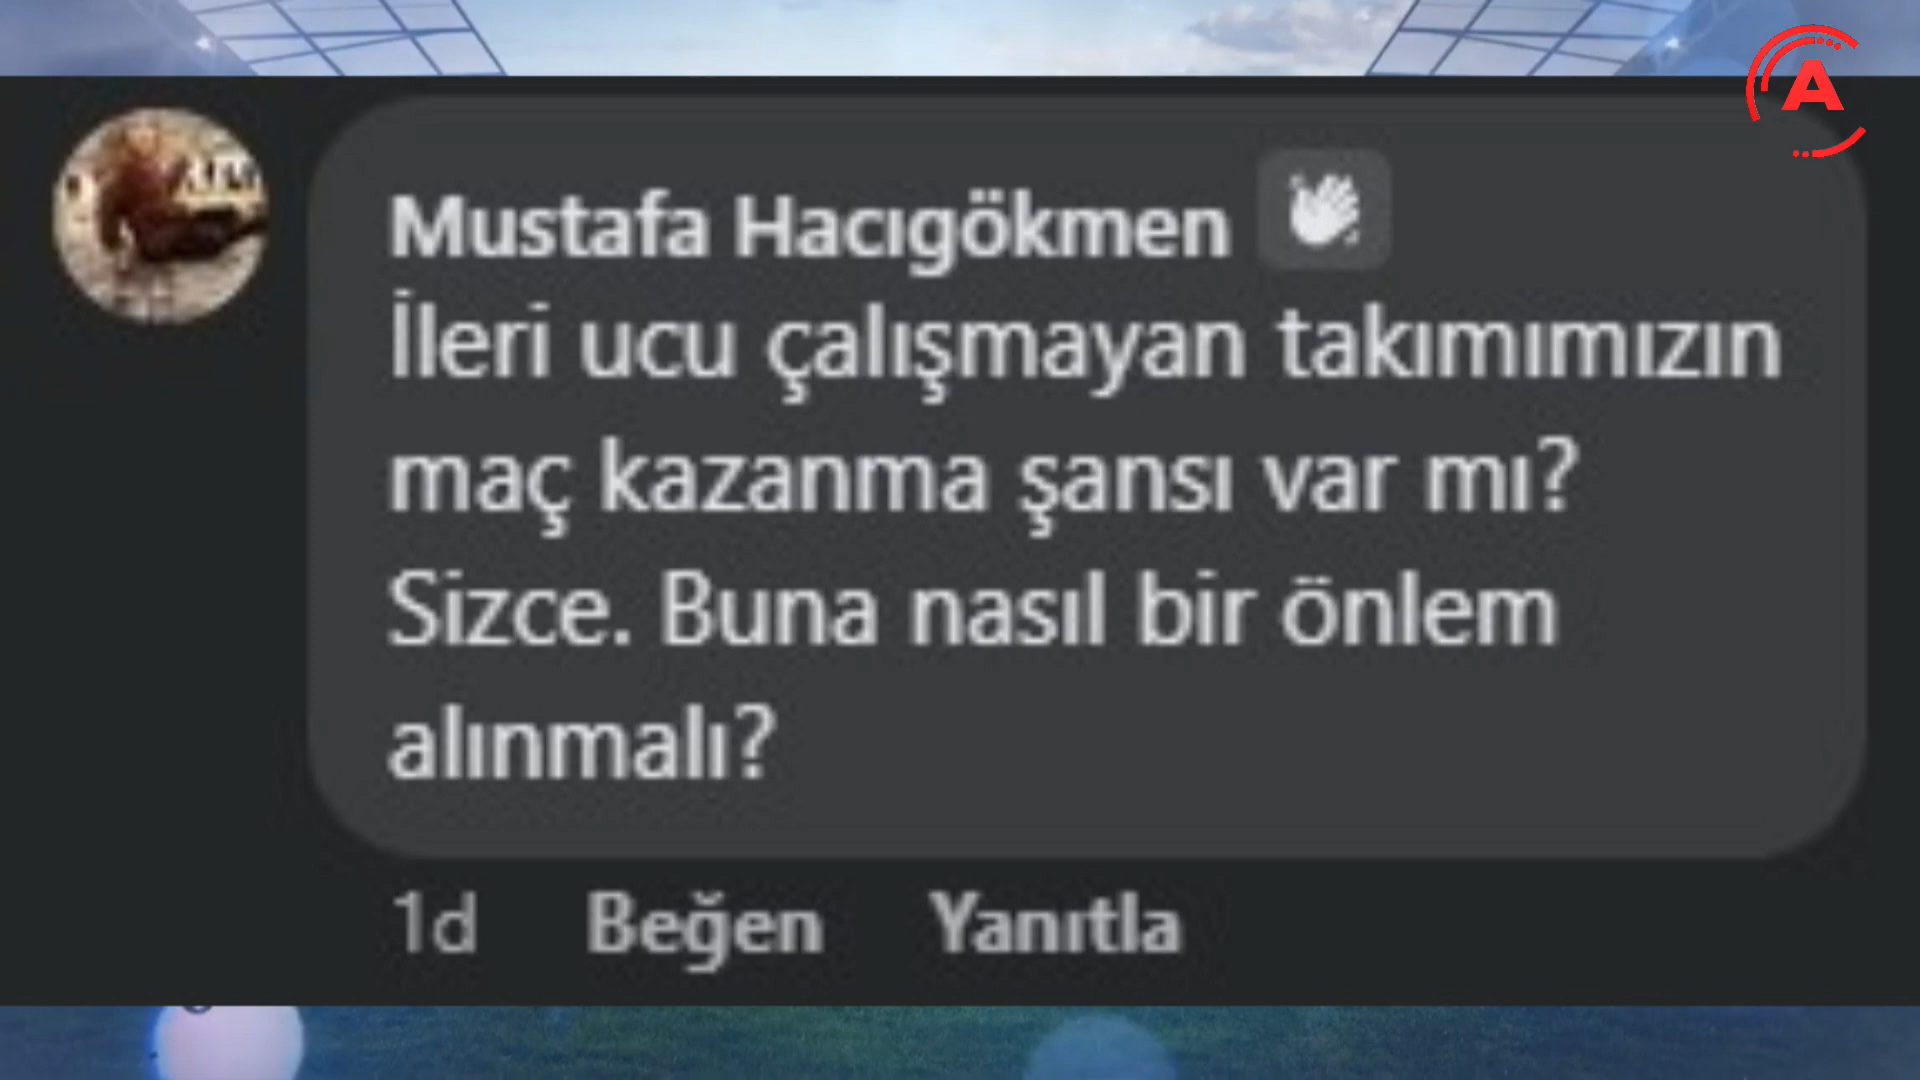 A
Mustafa Hacıgökmen
İleri ucu çalışmayan takımımızın
maç kazanma şansı var mı?
Sizce. Buna nasıl bir önlem
alınmalı?
1d Beğen Yanıtla